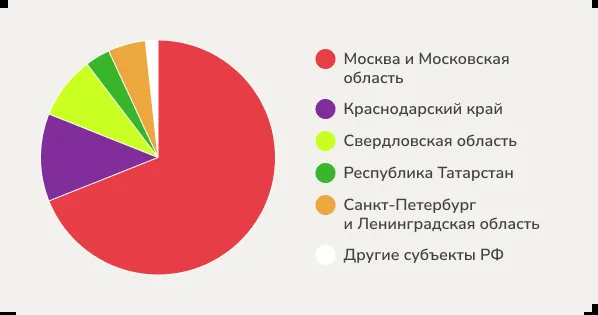 Москва и Московская
область
Краснодарский край
Свердловская область
Республика Татарстан
Санкт-Петербург
и Ленинградская область
Другие субъекты РФ